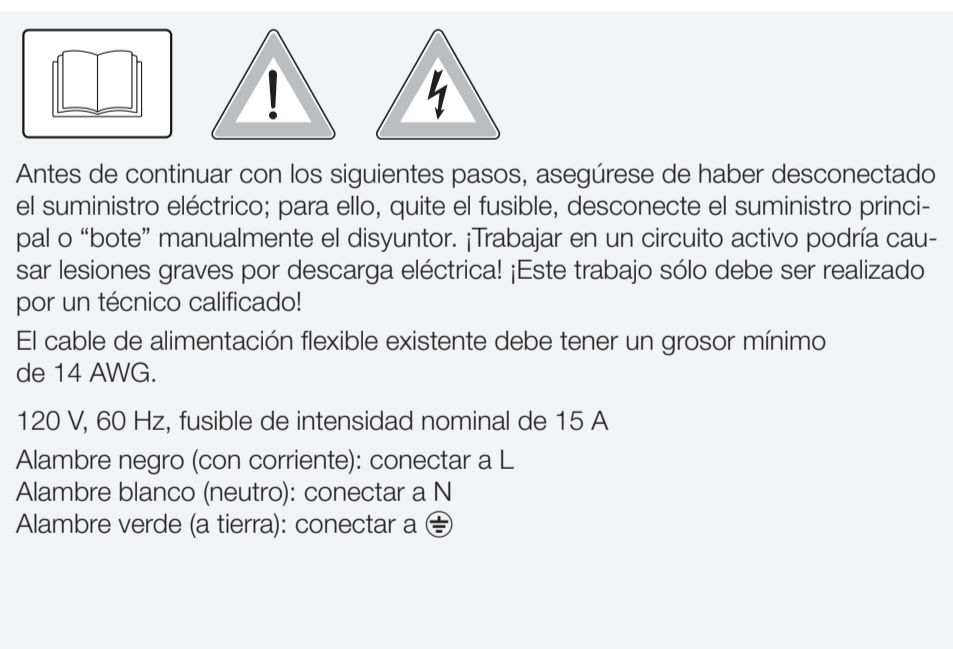 Antes de continuar con los siguientes pasos, asegúrese de haber desconectado
el suministro eléctrico; para ello, quite el fusible, desconecte el suministro princi-
pal o “bote” manualmente el disyuntor. ¡Trabajar en un circuito activo podría cau-
sar lesiones graves por descarga eléctrica! ¡Este trabajo sólo debe ser realizado
por un técnico calificado!
El cable de alimentación flexible existente debe tener un grosor mínimo
de 14 AWG.
120 V, 60 Hz, fusible de intensidad nominal de 15 A
Alambre negro (con corriente): conectar a L
Alambre blanco (neutro): conectar a N
Alambre verde (a tierra): conectar a